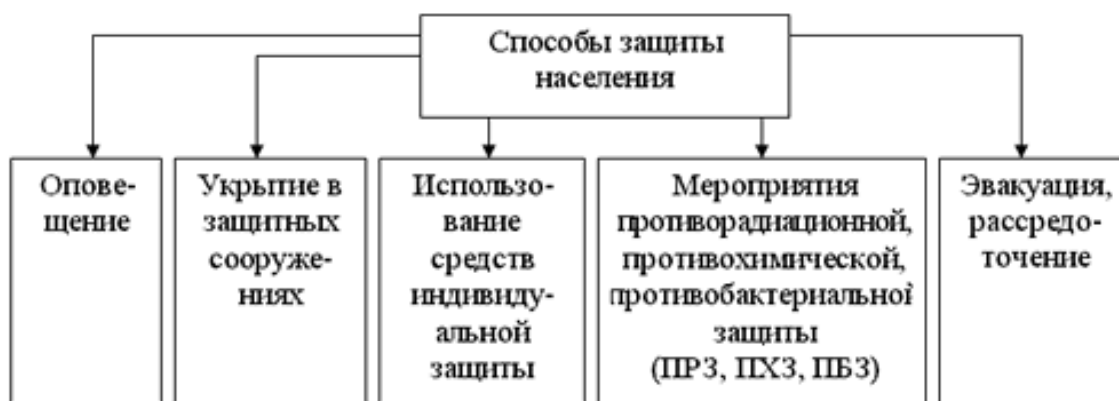 Способы защиты
населения
Опове-
щение
Укрытие в
защитных
сооруже-
ниях
Использо-
вание
средств
индивиду-
альной
защиты
Мероприятия
противорадиационной,
противохимической,
противобактериальной
защиты
(ПРЗ, ПХЗ, ПБЗ)
Эвакуация,
рассредо-
точение